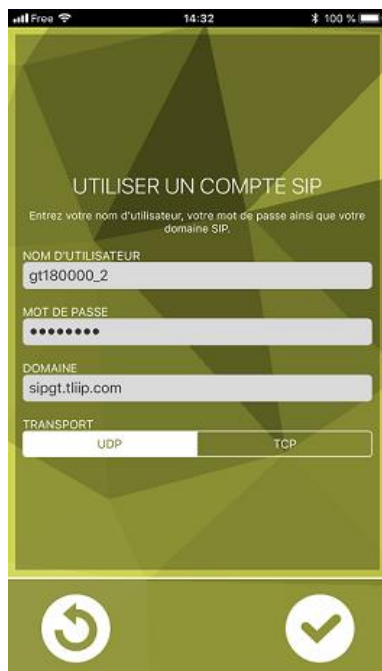 Free 14:32 100 %
UTILISER UN COMPTE SIP
Entrez votre nom d'utilisateur, votre mot de passe ainsi que votre
domaine SIP.
NOM D'UTILISATEUR
gt180000_2
MOT DE PASSE
••••••••
DOMAINE
sipgt.tliip.com
TRANSPORT
UDP TCP